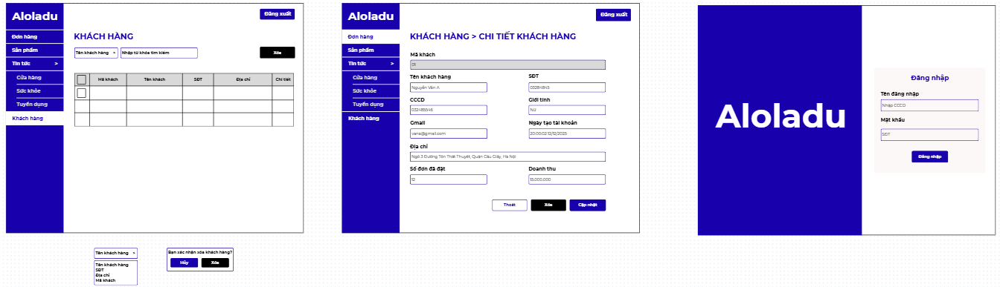 Aloladu
Đăng xuất
Đơn hàng
Sản phẩm
Tin tức >
Cửa hàng
Sức khỏe
Tuyển dụng
Khách hàng
KHÁCH HÀNG
Tên khách hàng > Nhập từ khóa tìm kiếm Xóa
Mã khách Tên khách SĐT Địa chỉ Chi tiết
Tên khách hàng >
Tên khách hàng
SĐT
Địa chỉ
Mã khách
Bạn xác nhận xóa khách hàng?
Hủy Xóa
Aloladu
Đăng xuất
Đơn hàng
Sản phẩm
Tin tức >
Cửa hàng
Sức khỏe
Tuyển dụng
Khách hàng
KHÁCH HÀNG > CHI TIẾT KHÁCH HÀNG
Mã khách
01
Tên khách hàng SĐT
Nguyễn Văn A 03284845
CCCD Giới tính
032485546 Nữ
Gmail Ngày tạo tài khoản
vana@gmail.com 20:00:02 12/12/2025
Địa chỉ
Ngõ 3 Đường Tôn Thất Thuyết, Quận Cầu Giấy, Hà Nội
Số đơn đã đặt Doanh thu
12 15,000,000
Thoát Xóa Cập nhật
Aloladu
Đăng nhập
Tên đăng nhập
Nhập CCCD
Mật khẩu
SĐT
Đăng nhập